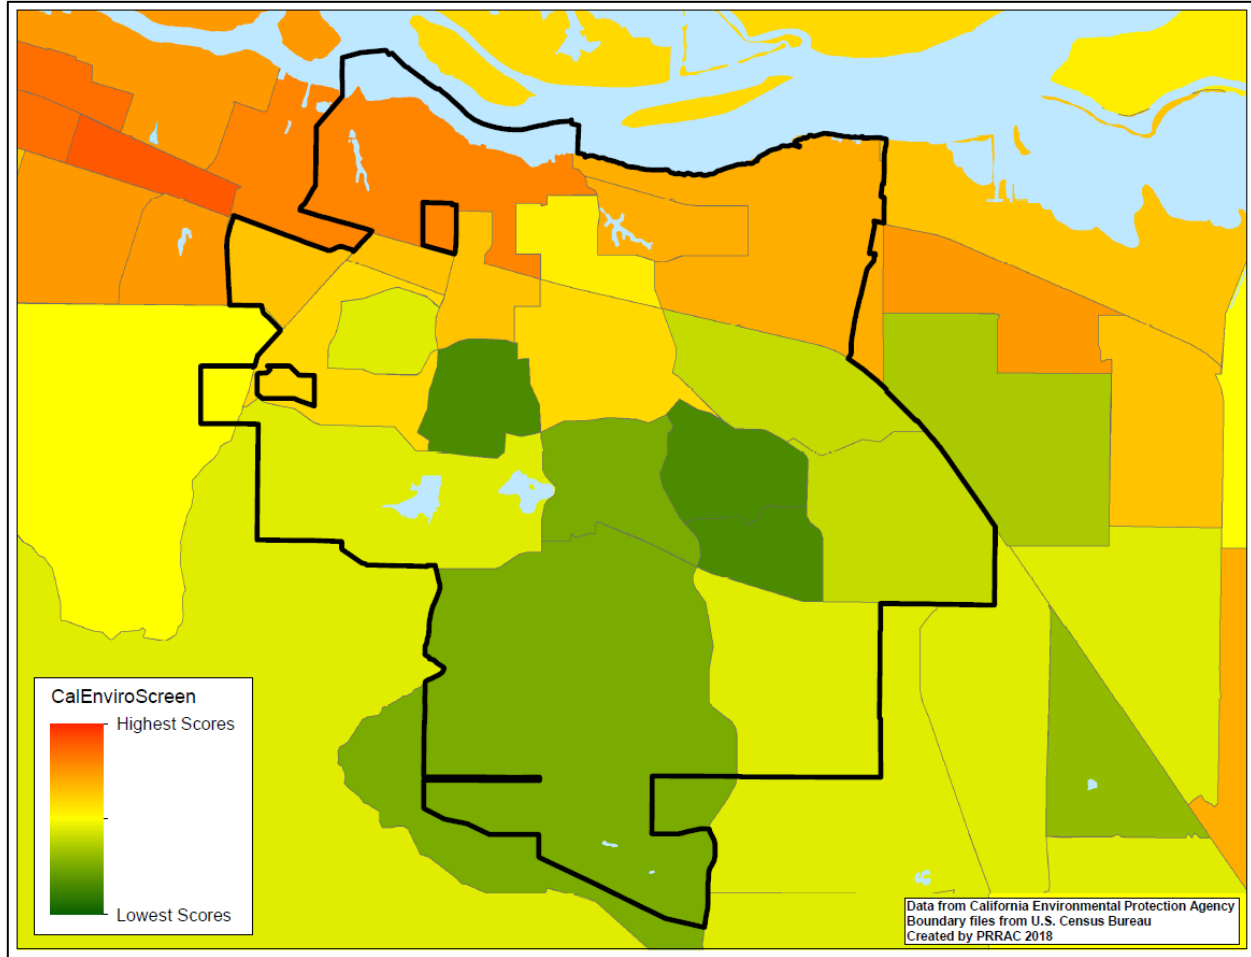 CalEnviroScreen
Highest Scores
Lowest Scores
Data from California Environmental Protection Agency
Boundary files from U.S. Census Bureau
Created by PRRAC 2018